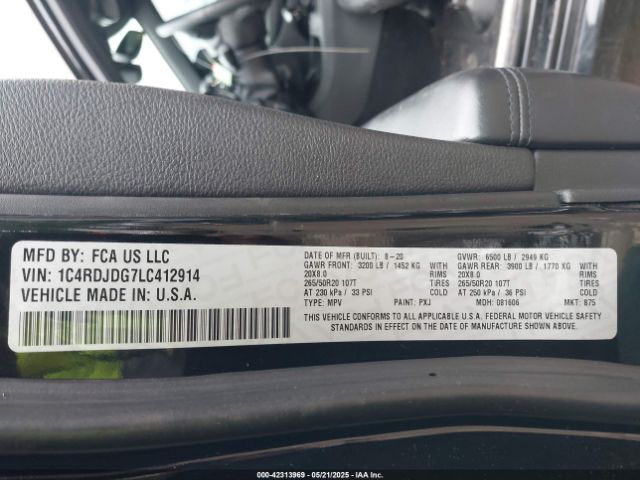 MFD BY: FCA US LLC
VIN: 1C4RDJDG7LC412914
VEHICLE MADE IN: U.S.A.
DATE OF MFR (BUILT): 8-20
GAWR FRONT: 3200 LB / 1452 KG
20X8.0 RIMS
265/50R20 107T TIRES
AT 230 kPa / 33 PSI COLD
TYPE: MPV PAINT: PXJ
GVWR: 6500 LB / 2949 KG
GAWR REAR: 3900 LB / 1770 KG
20X8.0 RIMS
265/50R20 107T TIRES
AT 250 kPa / 36 PSI COLD
MDH: 081606 MKT: 875
THIS VEHICLE CONFORMS TO ALL APPLICABLE U.S.A. FEDERAL MOTOR VEHICLE SAFETY
STANDARDS IN EFFECT ON THE DATE OF MANUFACTURE SHOWN ABOVE.
000-42313969 - 05/21/2025 - IAAI.COM